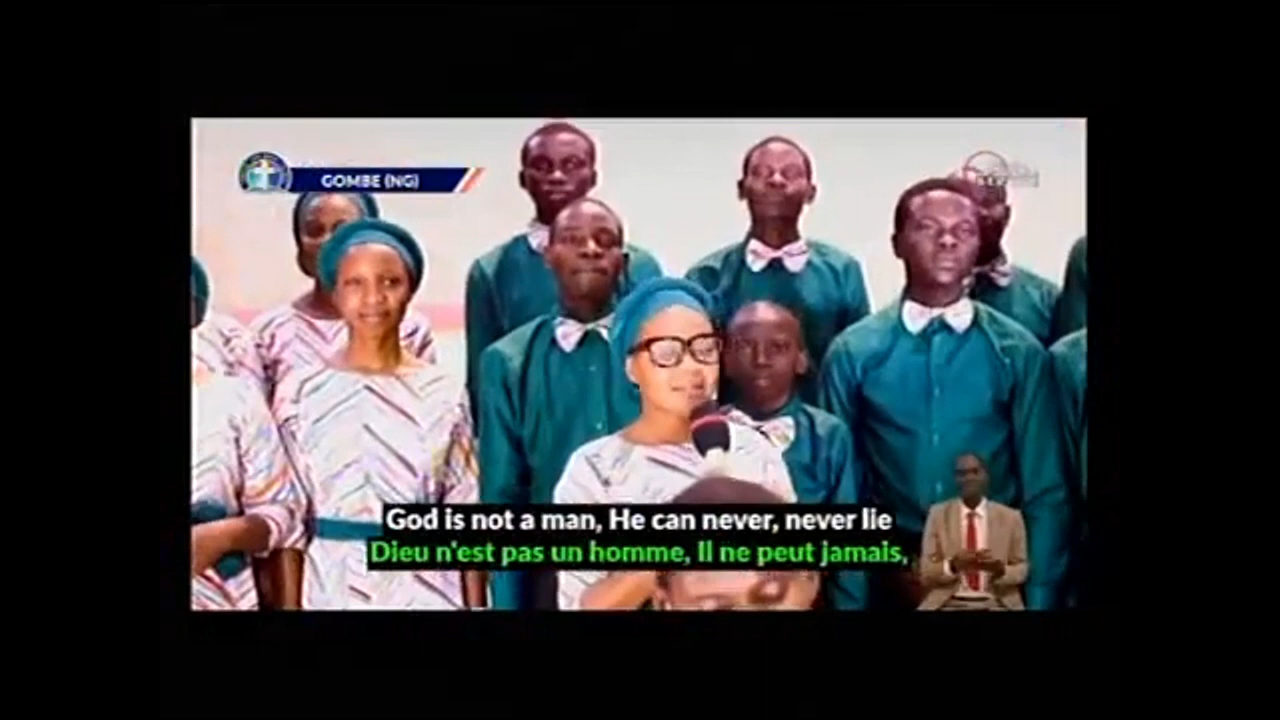 GOMBE (NG)
God is not a man, He can never, never lie
Dieu n'est pas un homme, Il ne peut jamais,